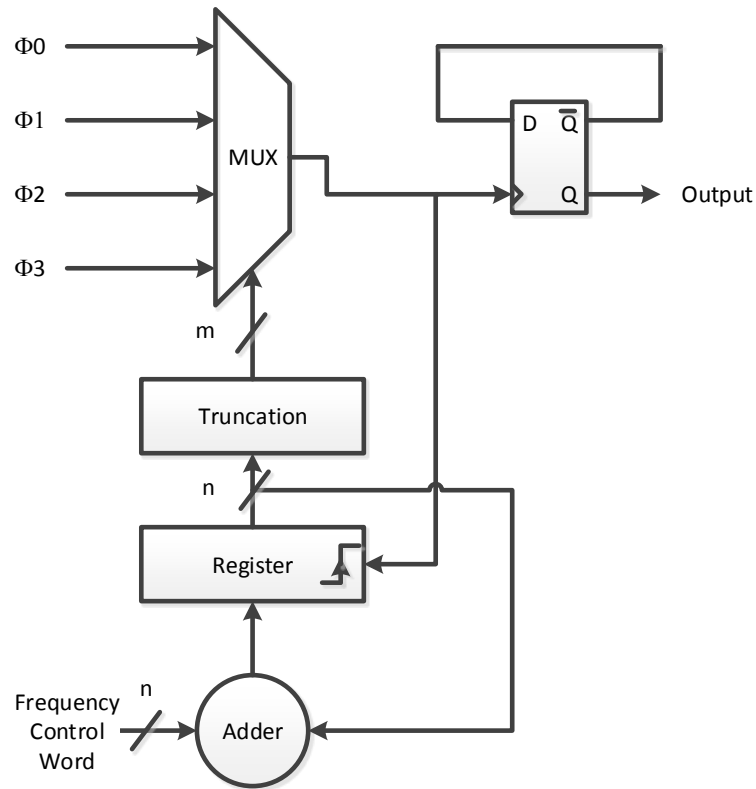 Φ0
Φ1
Φ2
Φ3
MUX
D Q̅
Q
Output
m
Truncation
n
Register
n
Frequency
Control
Word
Adder